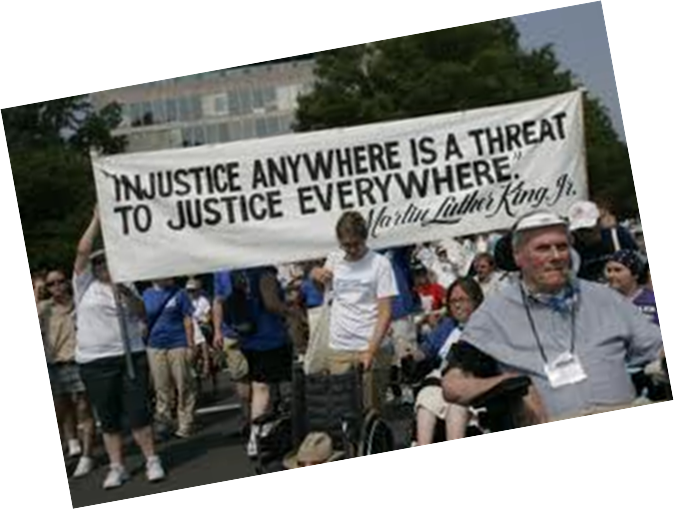 INJUSTICE ANYWHERE IS A THREAT
TO JUSTICE EVERYWHERE."
Martin Luther King, Jr.